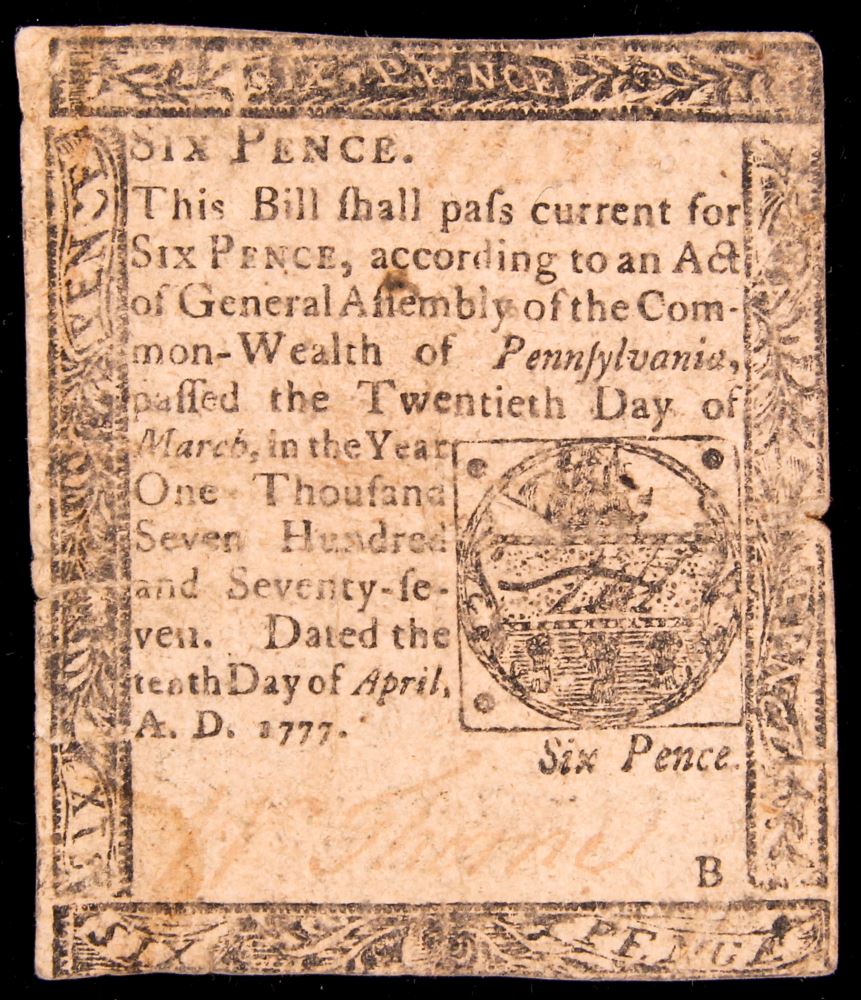 SIX PENCE
SIX PENCE.
This Bill ſhall paſs current for
SIX PENCE, according to an Act
of General Aſſembly of the Com-
mon-Wealth of Pennſylvania,
paſſed the Twentieth Day of
March, in the Year
One Thouſand
Seven Hundred
and Seventy-ſe-
ven. Dated the
tenth Day of April,
A. D. 1777.
Six Pence.
B
SIX PENCE
SIX PENCE